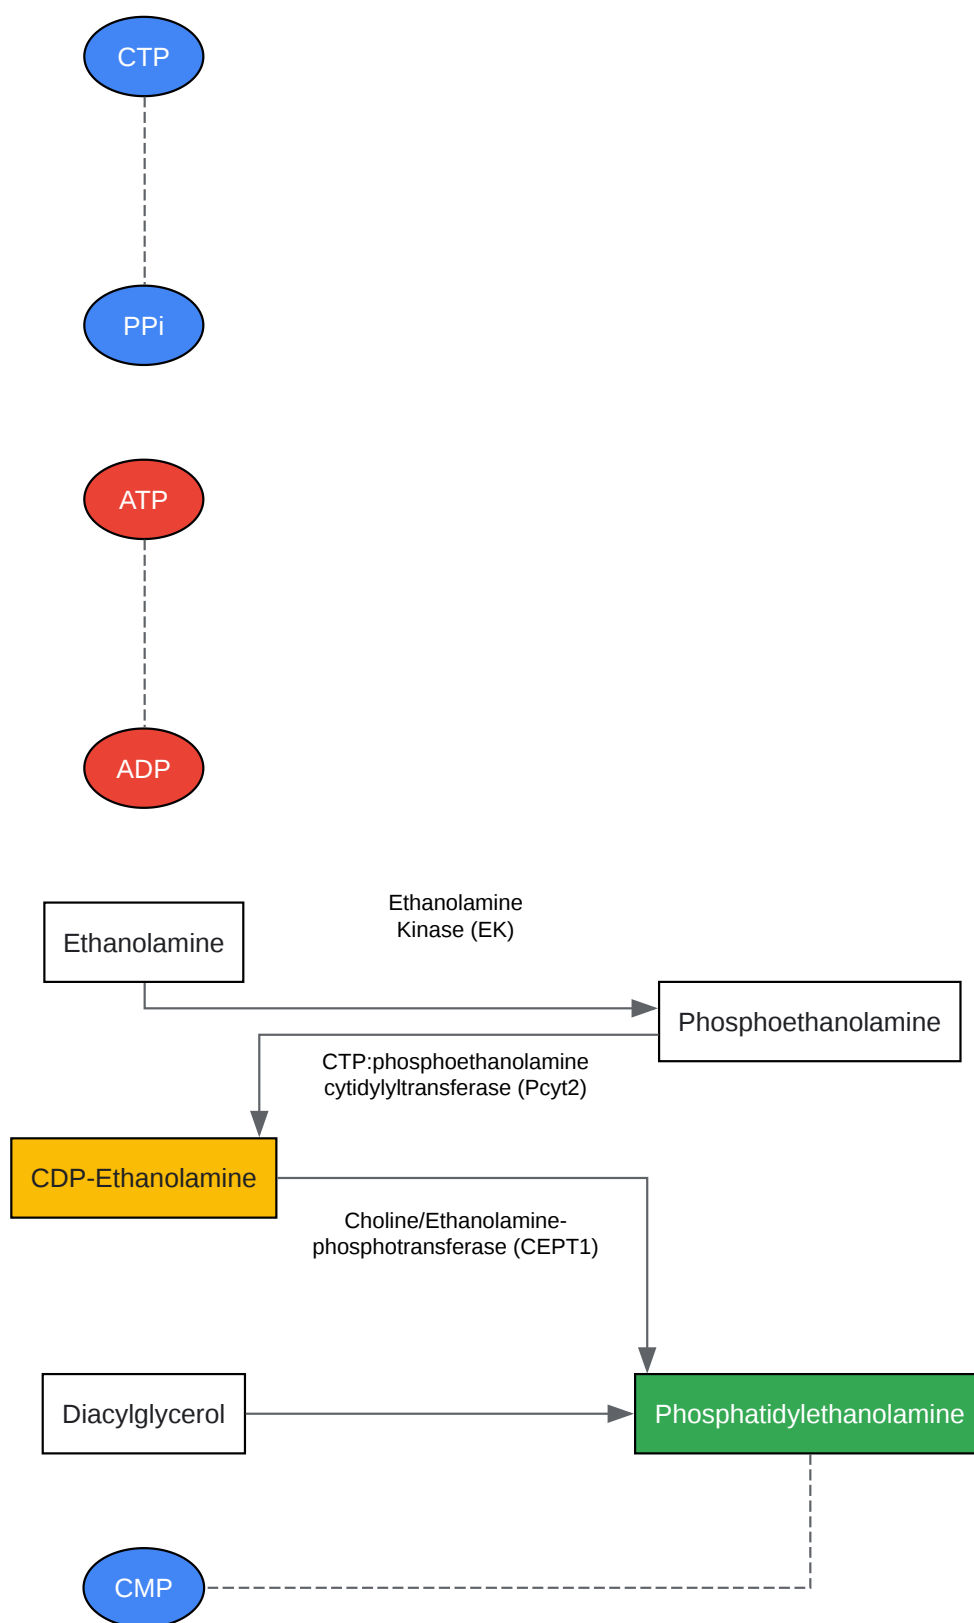 CTP
PPi
ATP
ADP
Ethanolamine
Kinase (EK)
Ethanolamine
Phosphoethanolamine
CTP:phosphoethanolamine
cytidylyltransferase (Pcyt2)
CDP-Ethanolamine
Choline/Ethanolamine-
phosphotransferase (CEPT1)
Diacylglycerol
Phosphatidylethanolamine
CMP